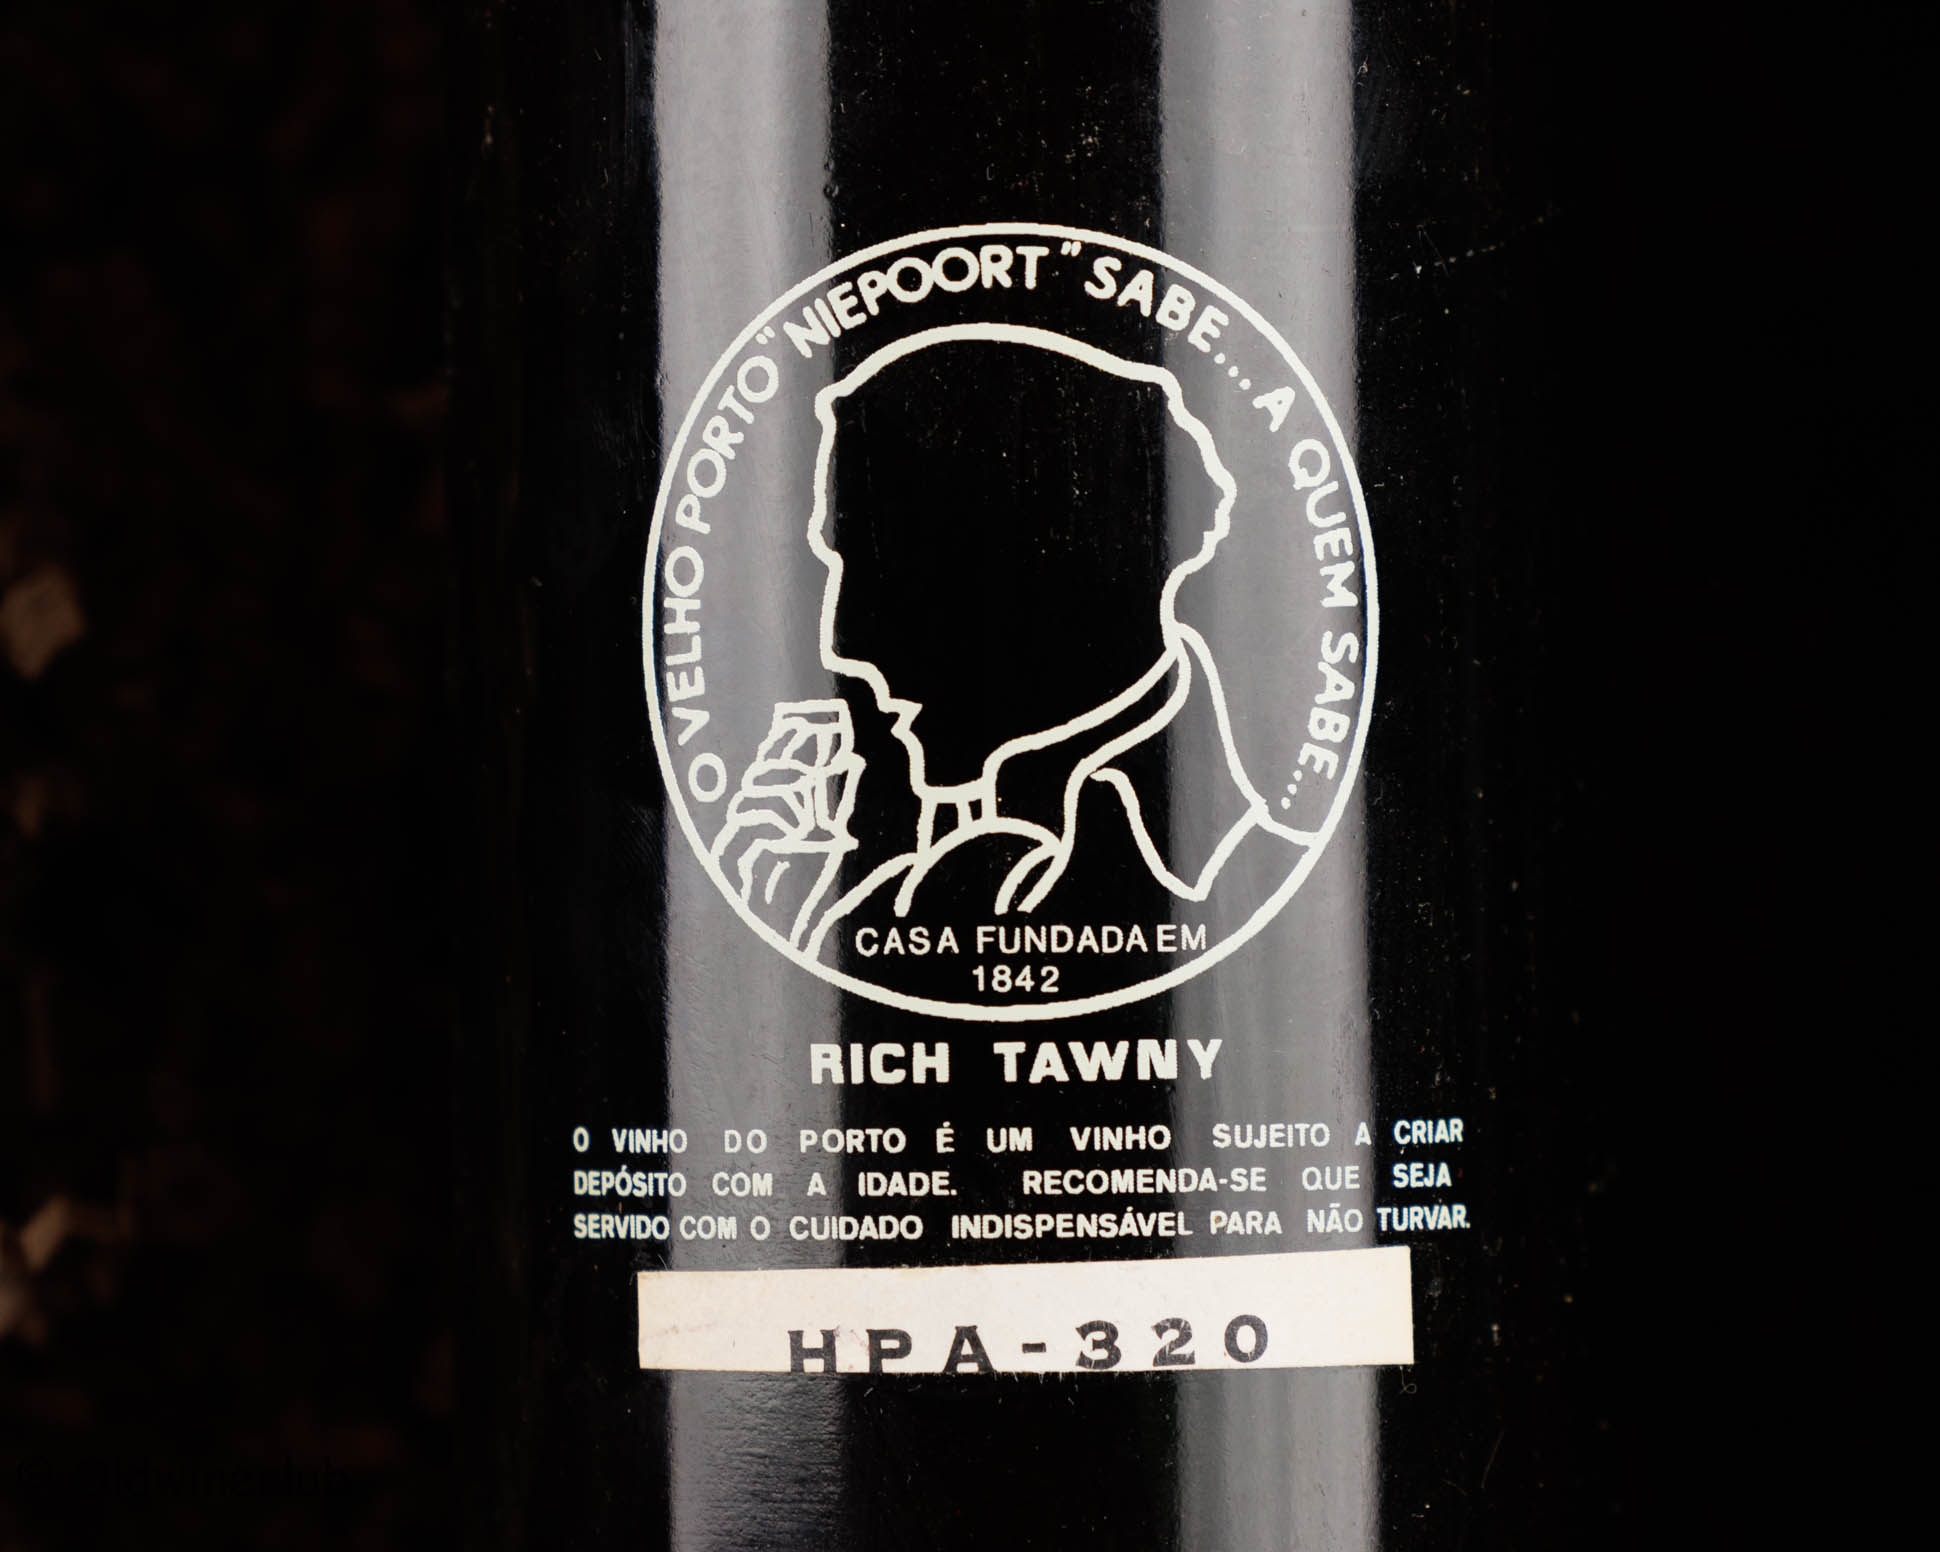 O VELHO PORTO "NIEPOORT" SABE... A QUEM SABE...
CASA FUNDADA EM
1842
RICH TAWNY
O VINHO DO PORTO É UM VINHO SUJEITO A CRIAR
DEPÓSITO COM A IDADE. RECOMENDA-SE QUE SEJA
SERVIDO COM O CUIDADO INDISPENSÁVEL PARA NÃO TURVAR.
HPA-320
© Oldwineclub